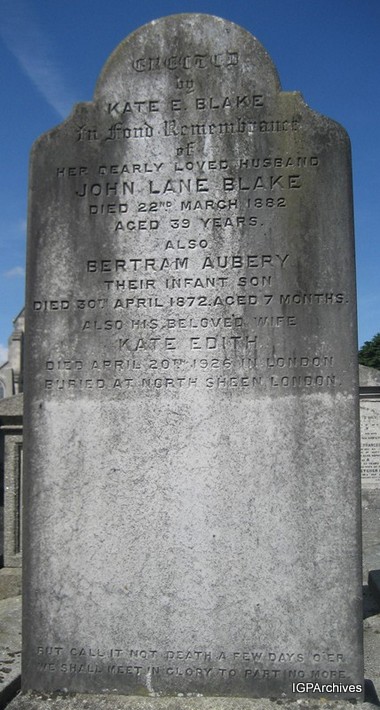 ERECTED
by
KATE E. BLAKE
In Fond Remembrance
of
HER DEARLY LOVED HUSBAND
JOHN LANE BLAKE
DIED 22ND MARCH 1882
AGED 39 YEARS.
ALSO
BERTRAM AUBERY
THEIR INFANT SON
DIED 30TH APRIL 1872. AGED 7 MONTHS.
ALSO HIS BELOVED WIFE
KATE EDITH
DIED APRIL 20TH 1926 IN LONDON
BURIED AT NORTH SHEEN, LONDON.
BUT CALL IT NOT DEATH A FEW DAYS O'ER
WE SHALL MEET IN GLORY TO PART NO MORE.
IGPArchives